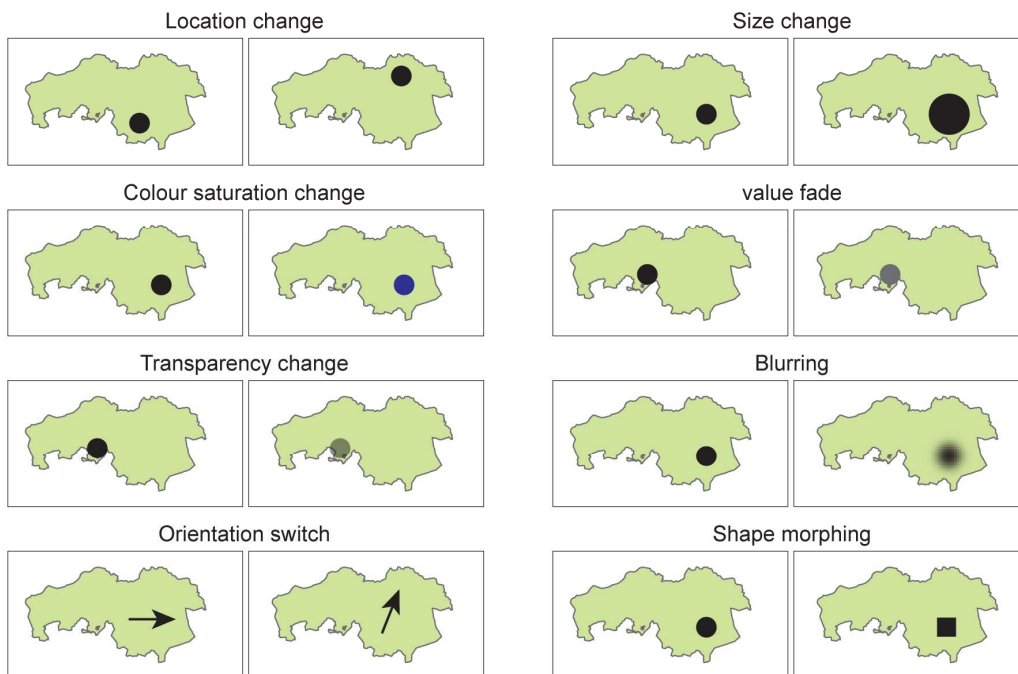 Location change
Size change
Colour saturation change
value fade
Transparency change
Blurring
Orientation switch
Shape morphing